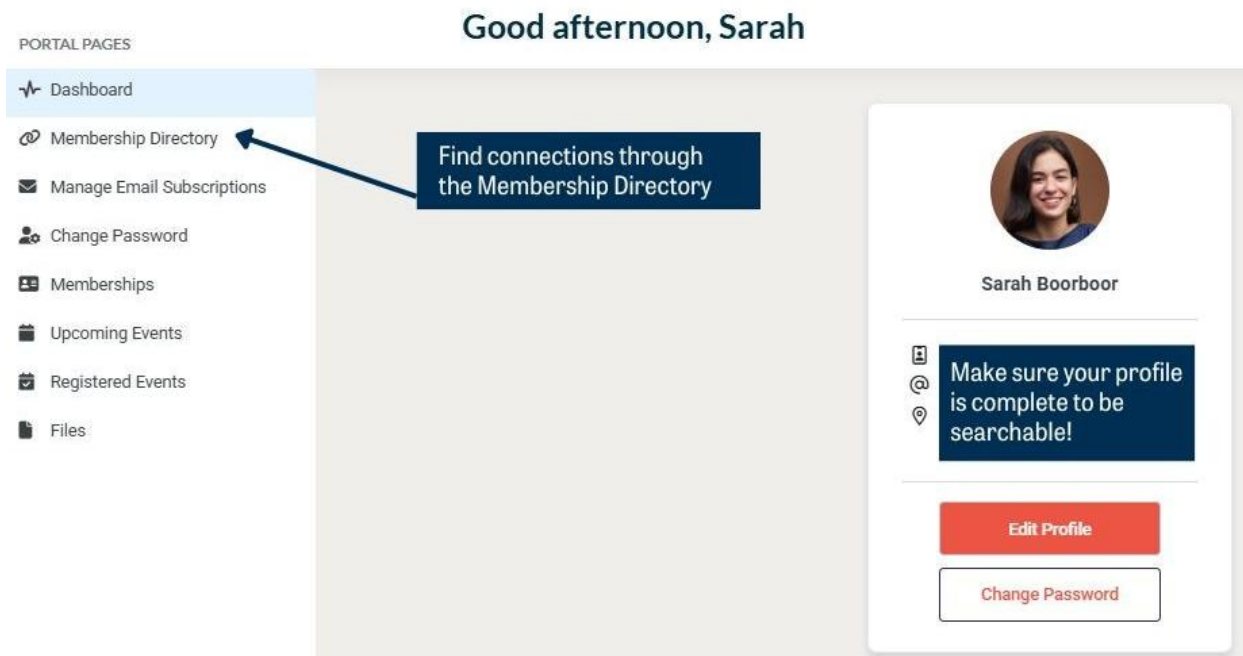 Good afternoon, Sarah
PORTAL PAGES
Dashboard
Membership Directory
Manage Email Subscriptions
Change Password
Memberships
Upcoming Events
Registered Events
Files
Find connections through
the Membership Directory
Sarah Boorboor
Make sure your profile
is complete to be
searchable!
Edit Profile
Change Password